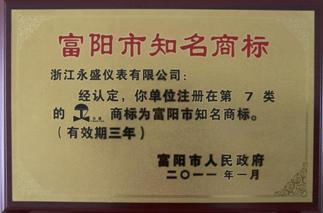 富阳市知名商标
浙江永盛仪表有限公司：
经认定，你单位注册在第 7 类
的 商标为富阳市知名商标。
（有效期三年）
富阳市人民政府
二〇一一年一月